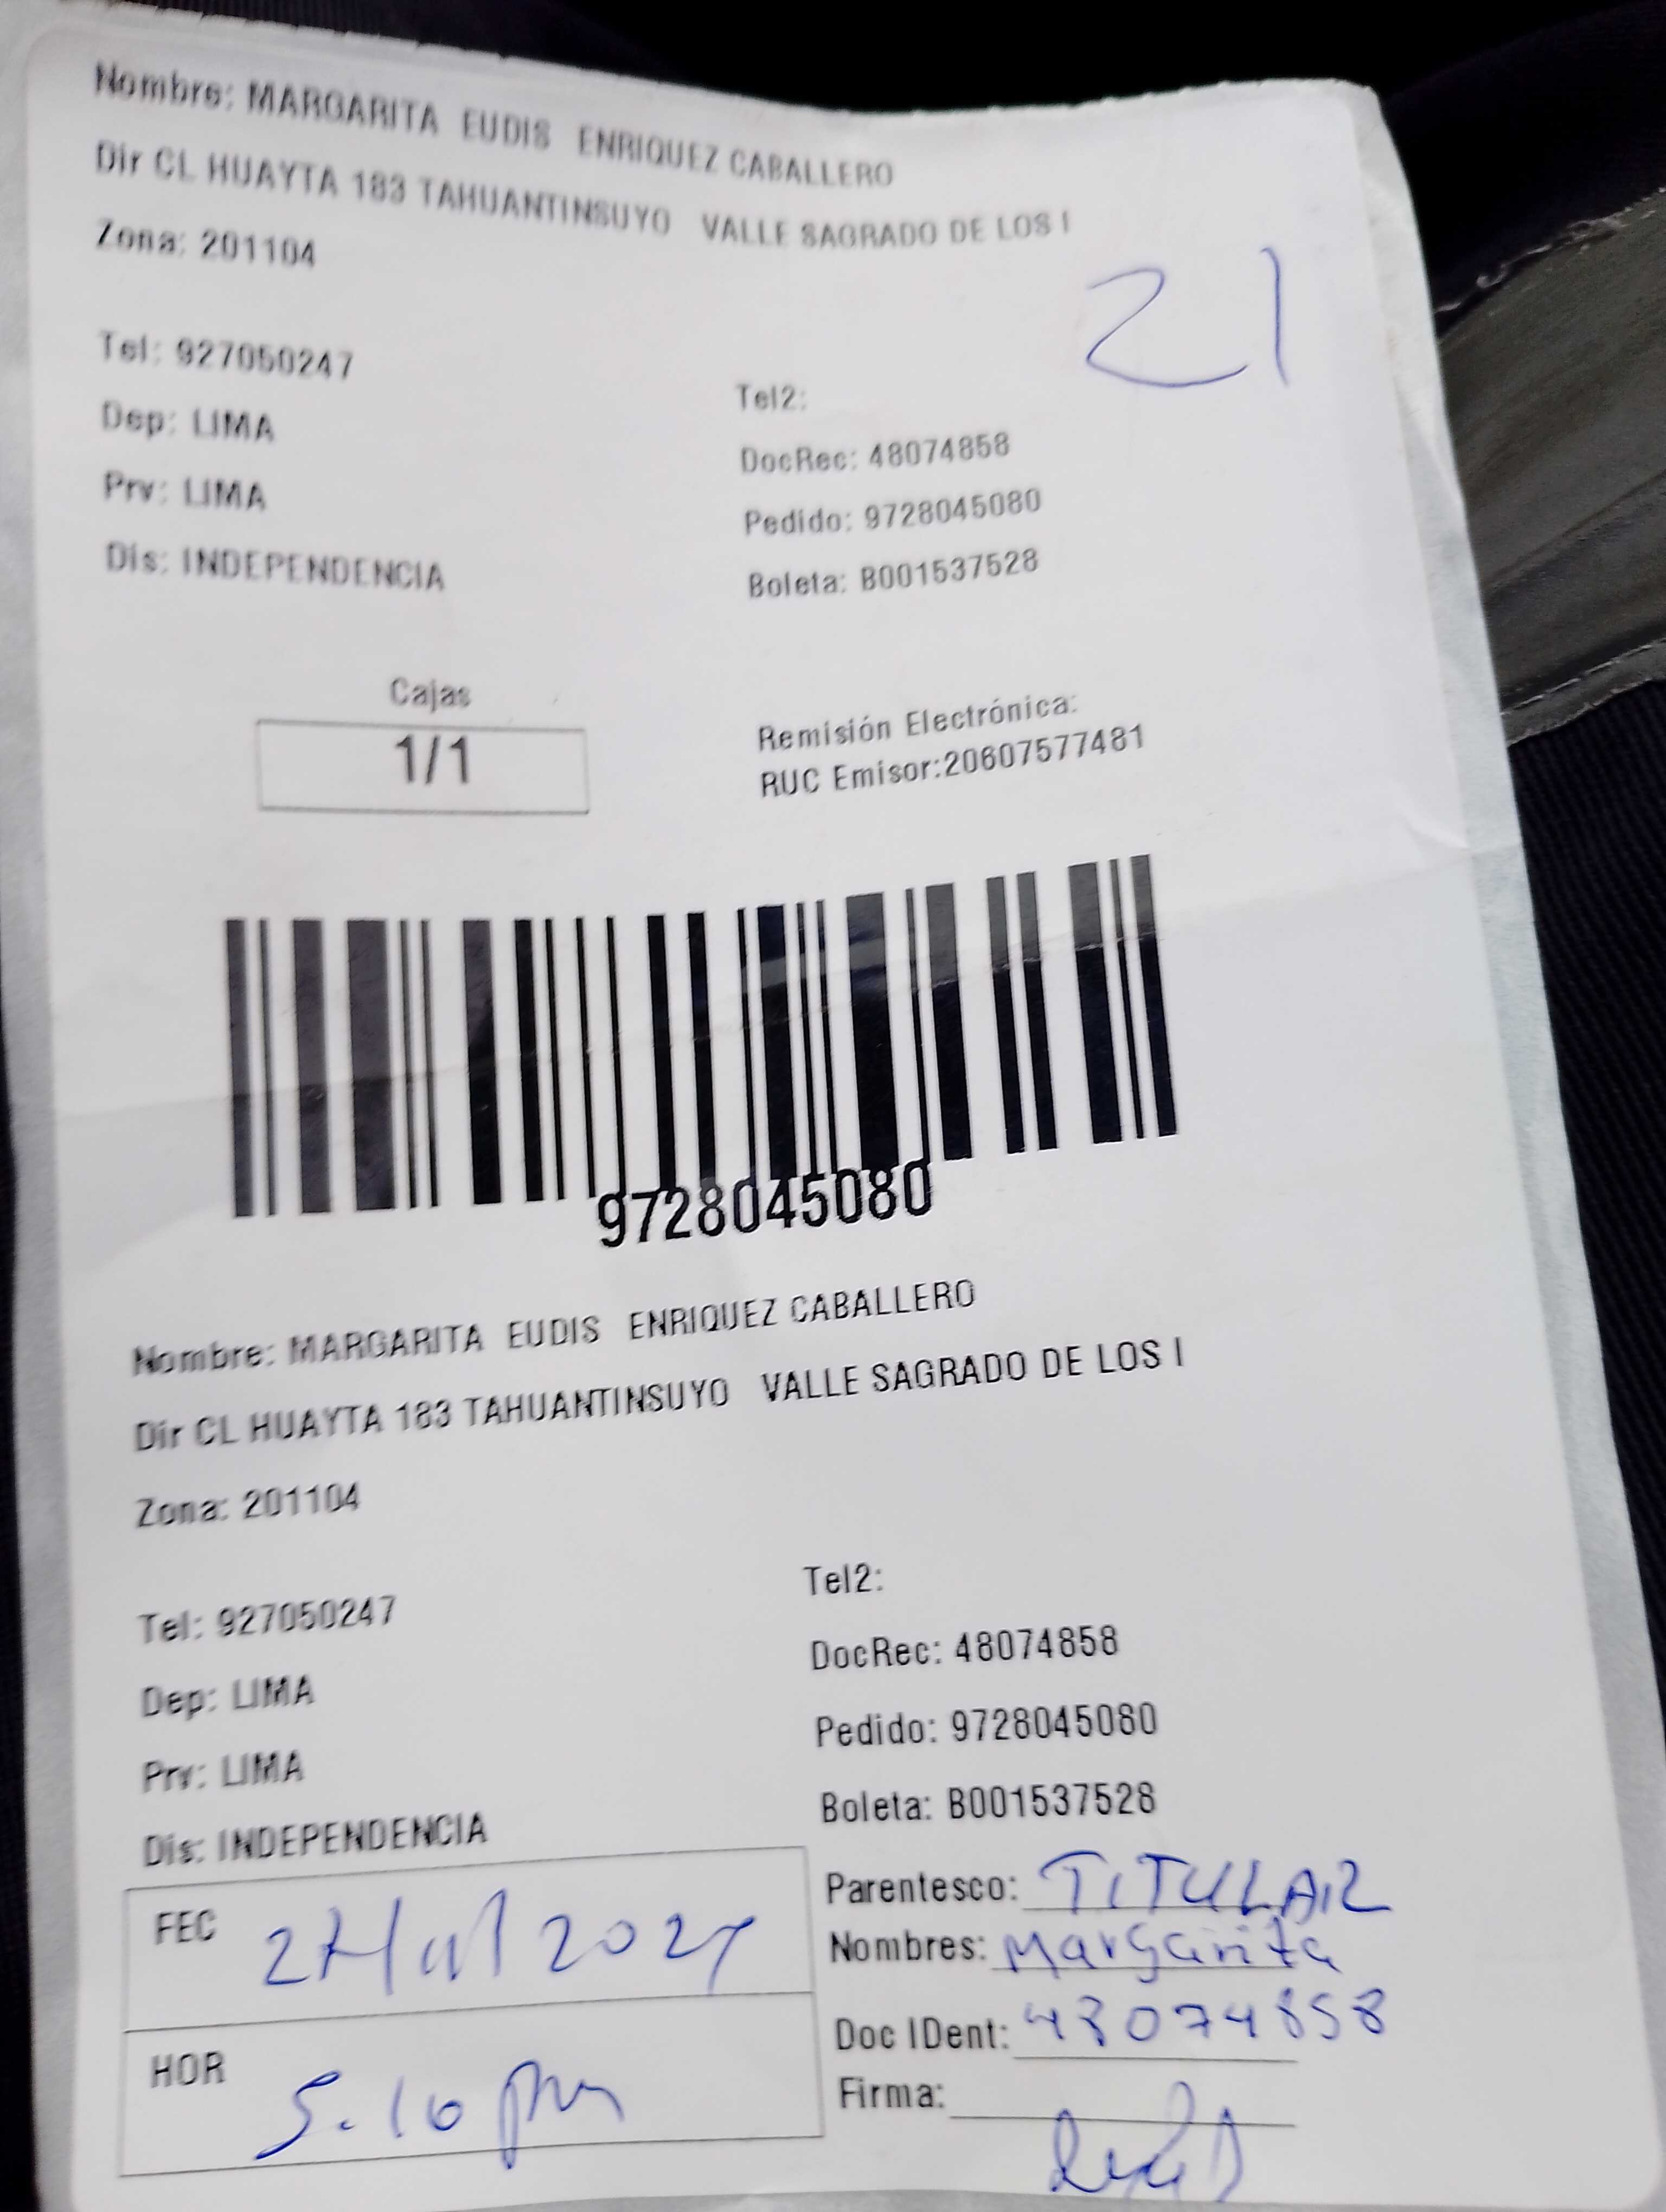 Nombre: MARGARITA EUDIS ENRIQUEZ CABALLERO
Dir CL HUAYTA 183 TAHUANTINSUYO VALLE SAGRADO DE LOS I
Zona: 201104
21
Tel: 927050247
Tel2:
Dep: LIMA
DocRec: 48074858
Prv: LIMA
Pedido: 9728045080
Dis: INDEPENDENCIA
Boleta: B001537528
Cajas
1/1
Remisión Electrónica:
RUC Emisor:20607577481
9728045080
Nombre: MARGARITA EUDIS ENRIQUEZ CABALLERO
Dir CL HUAYTA 183 TAHUANTINSUYO VALLE SAGRADO DE LOS I
Zona: 201104
Tel: 927050247
Tel2:
Dep: LIMA
DocRec: 48074858
Prv: LIMA
Pedido: 9728045080
Dis: INDEPENDENCIA
Boleta: B001537528
Parentesco: TITULAR
FEC
Nombres: Margarita
Doc IDent: 48074858
HOR 5.10 pm
Firma: